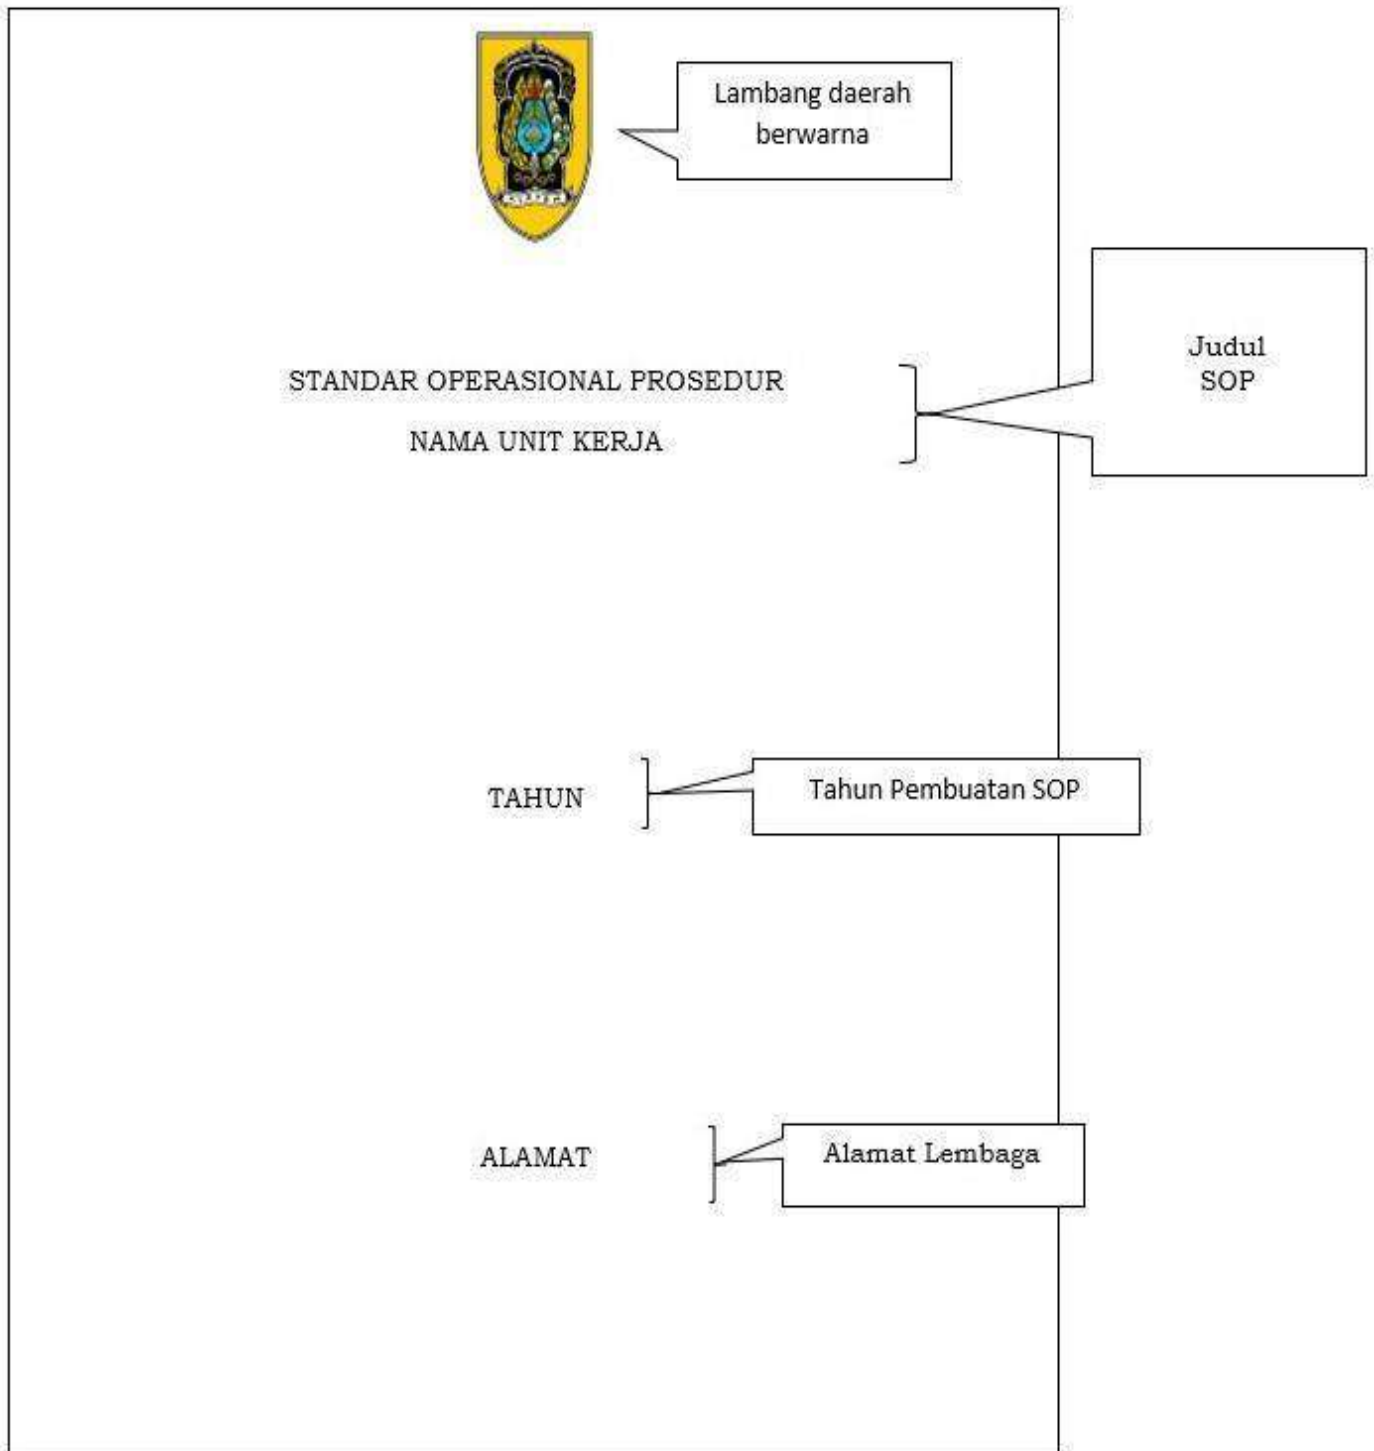 Lambang daerah
berwarna
Judul
SOP
STANDAR OPERASIONAL PROSEDUR
NAMA UNIT KERJA
Tahun Pembuatan SOP
TAHUN
Alamat Lembaga
ALAMAT